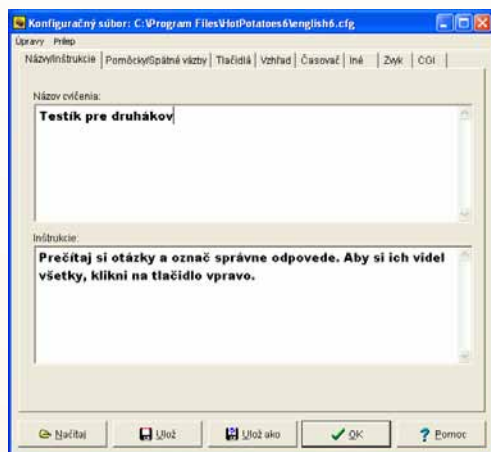 Konfiguračný súbor: C:\Program Files\HotPotatoes6\english6.cfg
Úpravy Prilep
Názvy/Inštrukcie Pomôcky/Spätné väzby Tlačidlá Vzhľad Časovač Iné Zvuk CGI
Názov cvičenia:
Testík pre druhákov
Inštrukcie:
Prečítaj si otázky a označ správne odpovede. Aby si ich videl
všetky, klikni na tlačidlo vpravo.
Načítaj Ulož Ulož ako OK Pomoc